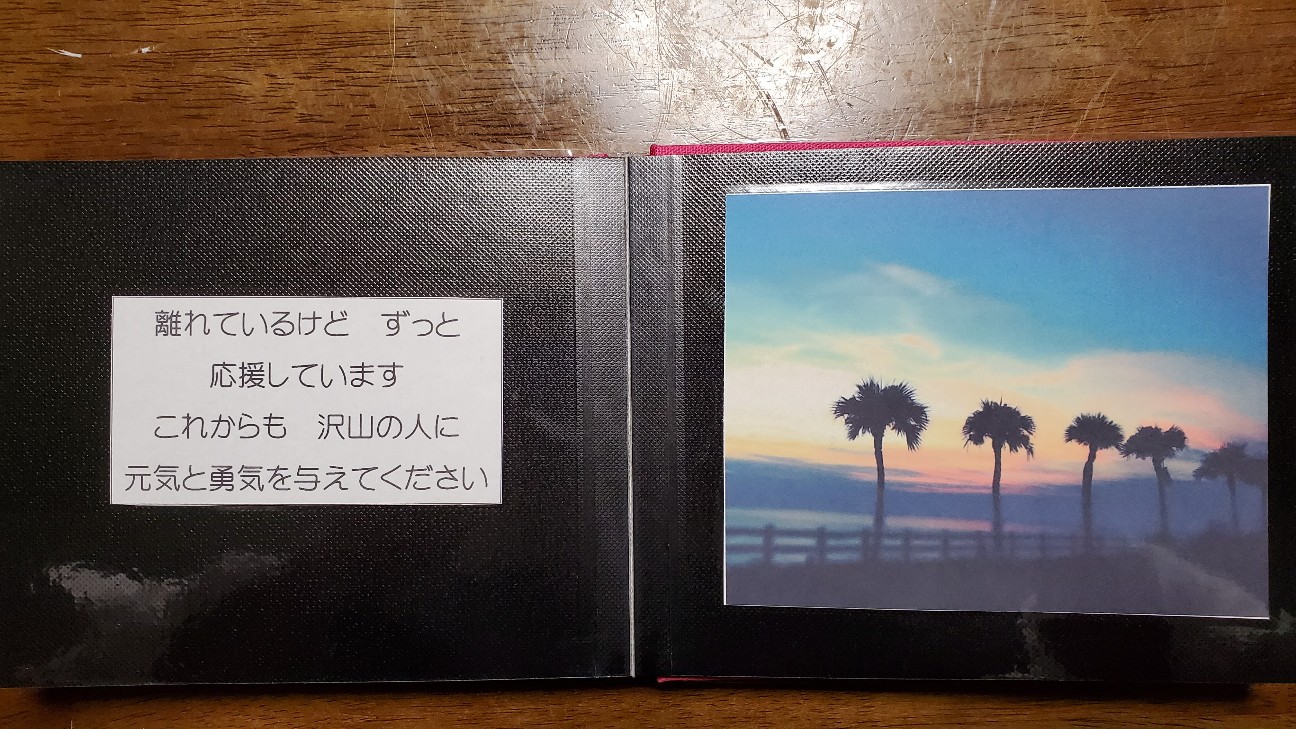 離れているけど　ずっと
応援しています
これからも　沢山の人に
元気と勇気を与えてください